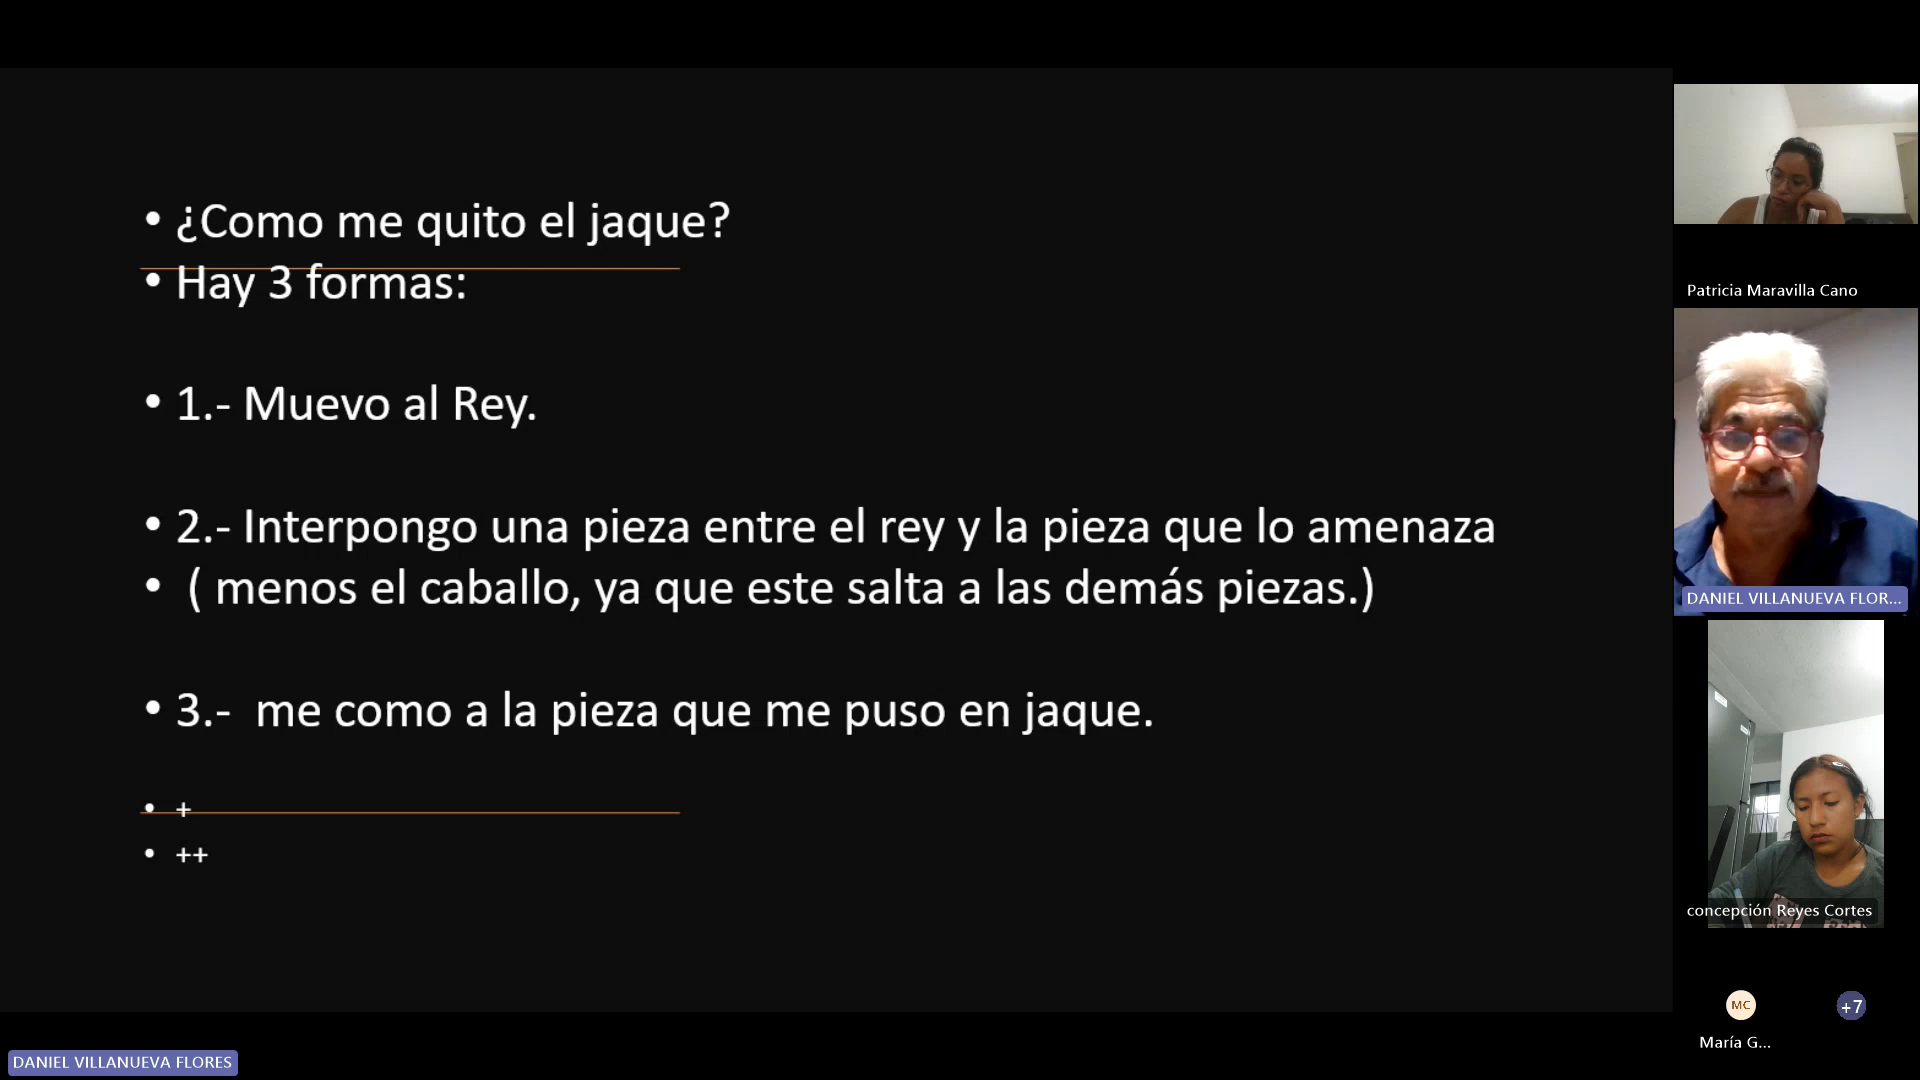 • ¿Como me quito el jaque?
• Hay 3 formas:
• 1.- Muevo al Rey.
• 2.- Interpongo una pieza entre el rey y la pieza que lo amenaza
• ( menos el caballo, ya que este salta a las demás piezas.)
• 3.- me como a la pieza que me puso en jaque.
• +
• ++
Patricia Maravilla Cano
DANIEL VILLANUEVA FLOR...
concepción Reyes Cortes
MC
+7
María G...
DANIEL VILLANUEVA FLORES